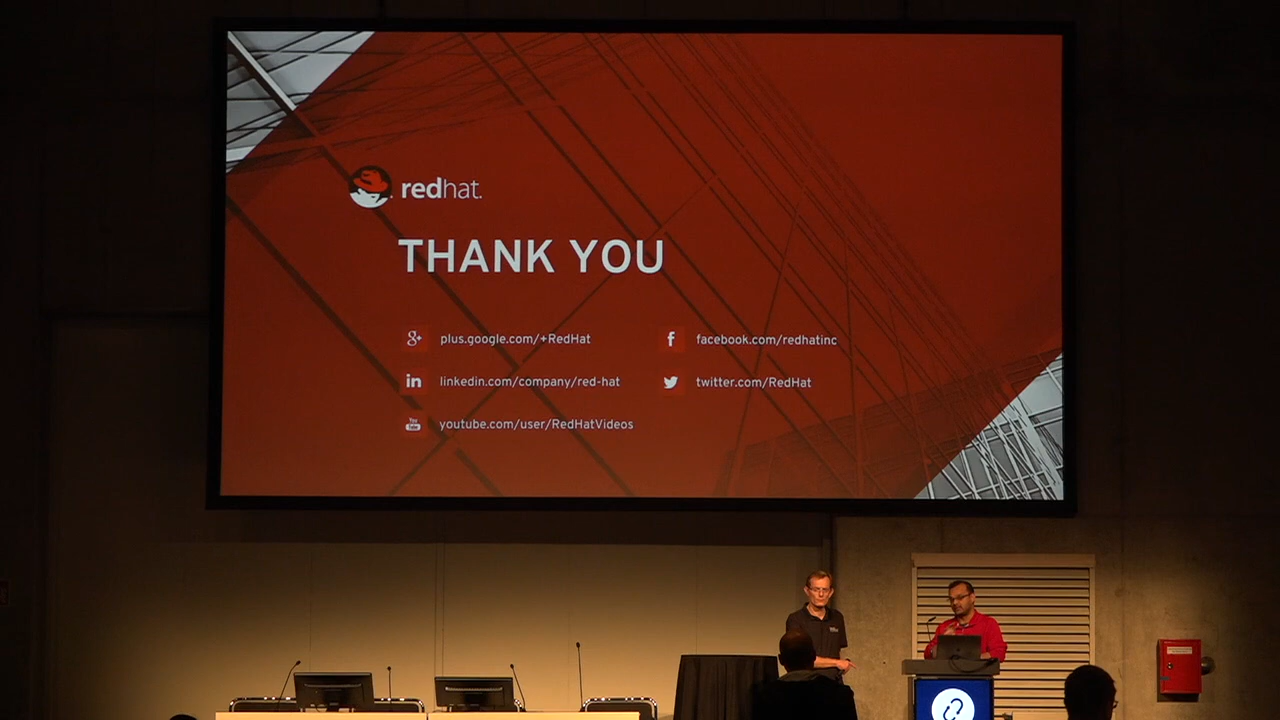 redhat.
THANK YOU
plus.google.com/+RedHat
facebook.com/redhatinc
linkedin.com/company/red-hat
twitter.com/RedHat
youtube.com/user/RedHatVideos